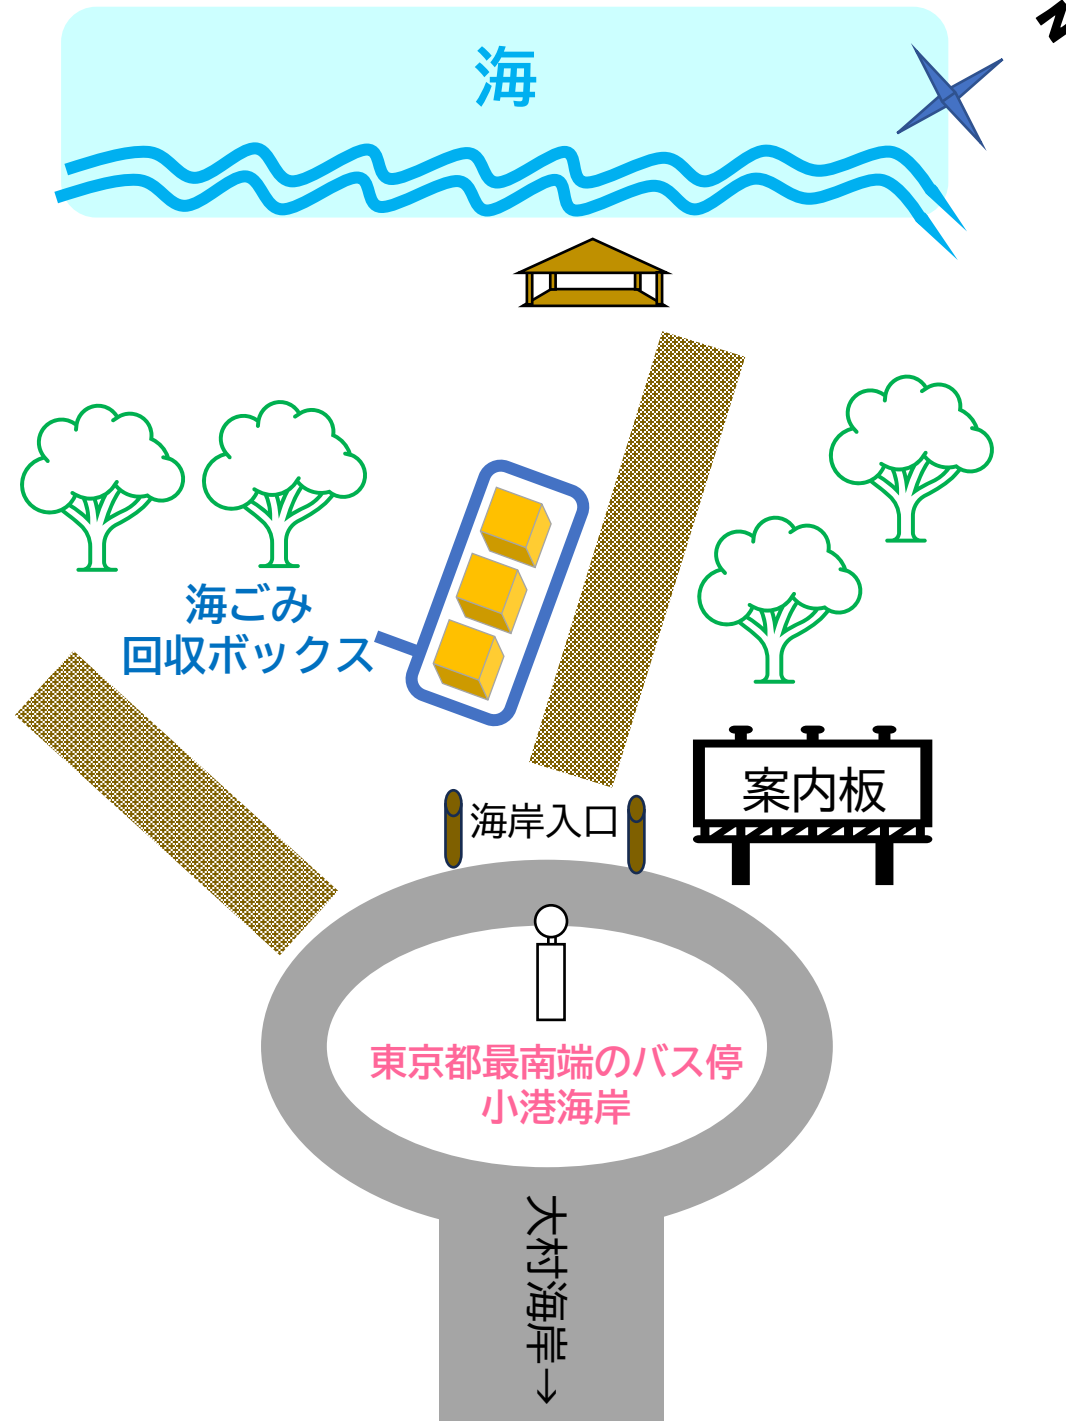 海
海ごみ
回収ボックス
案内板
海岸入口
東京都最南端のバス停
小港海岸
大村海岸→